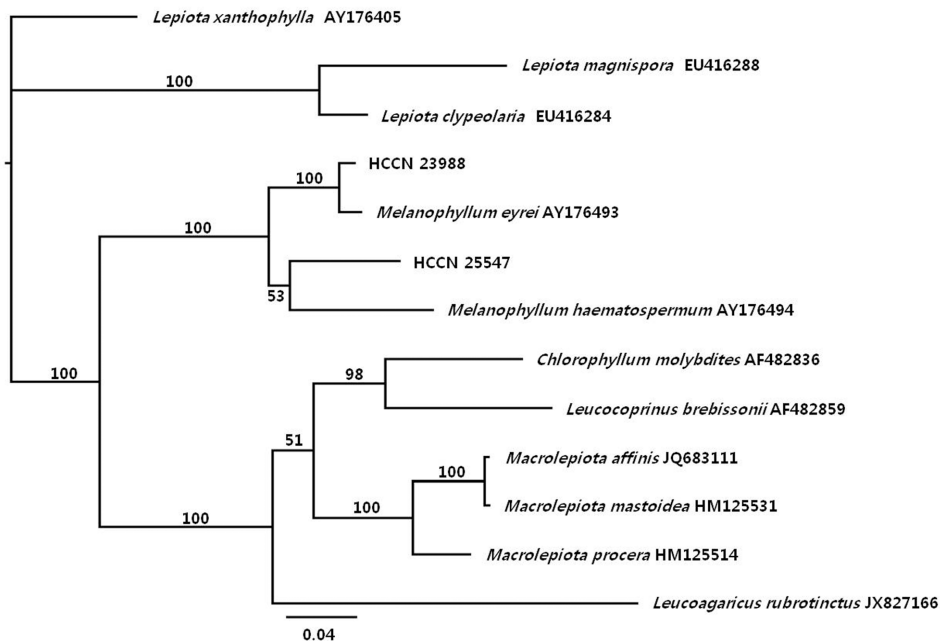 Lepiota xanthophylla AY176405
Lepiota magnispora EU416288
100
Lepiota clypeolaria EU416284
HCCN 23988
100
Melanophyllum eyrei AY176493
100
HCCN 25547
53
Melanophyllum haematospermum AY176494
Chlorophyllum molybdites AF482836
98
100
Leucocoprinus brebissonii AF482859
51
Macrolepiota affinis JQ683111
100
Macrolepiota mastoidea HM125531
100
100
Macrolepiota procera HM125514
Leucoagaricus rubrotinctus JX827166
0.04